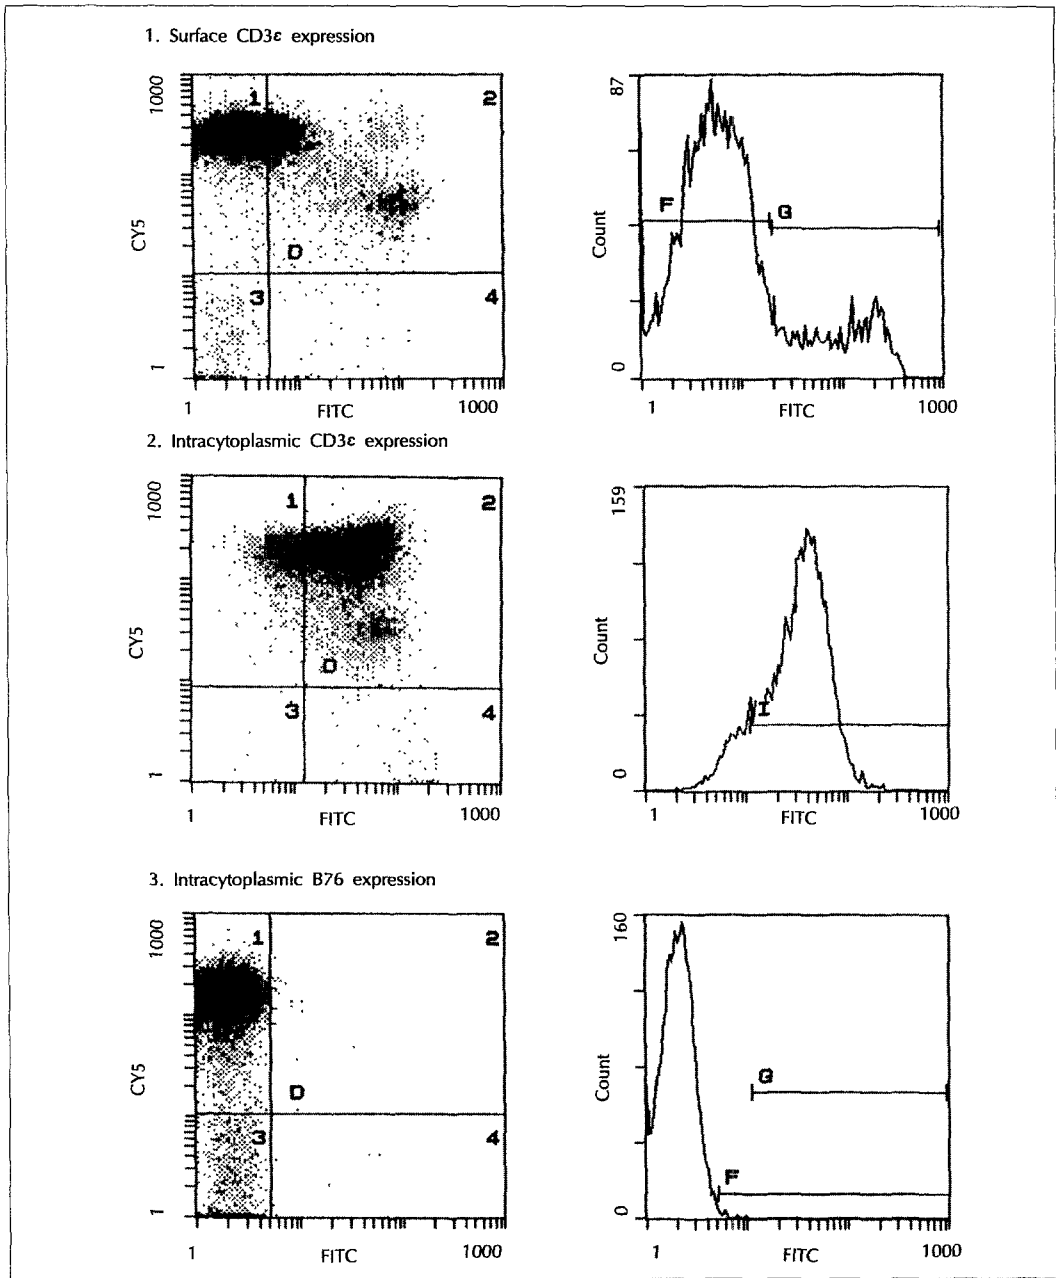 1. Surface CD3ε expression
1000
1
2
CY5
D
3
4
1
1
FITC
1000
87
Count
F
G
0
1
FITC
1000
2. Intracytoplasmic CD3ε expression
1000
1
2
CY5
D
3
4
1
1
FITC
1000
159
Count
I
0
1
FITC
1000
3. Intracytoplasmic B76 expression
1000
1
2
CY5
D
3
4
1
1
FITC
1000
160
Count
G
F
0
1
FITC
1000